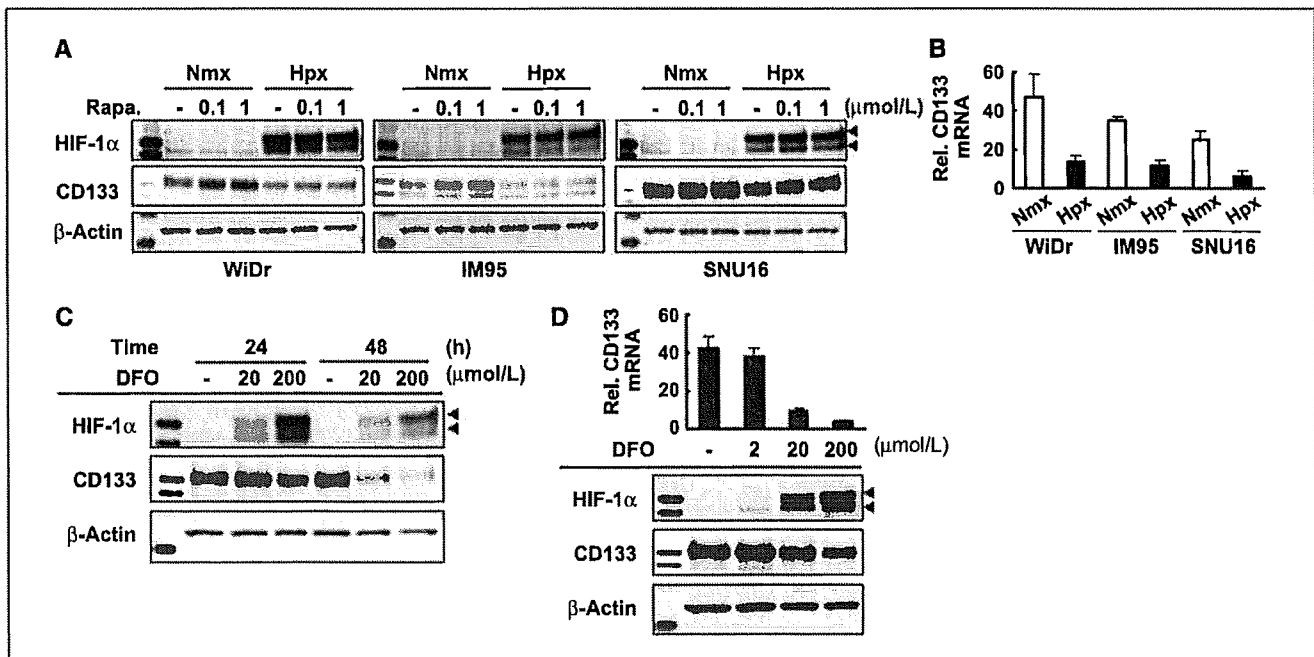 A
Nmx Hpx Nmx Hpx Nmx Hpx
Rapa. - 0.1 1 - 0.1 1 - 0.1 1 - 0.1 1 - 0.1 1 - 0.1 1 (μmol/L)
HIF-1α
CD133
β-Actin
WiDr IM95 SNU16
B
Rel. CD133
mRNA
60
40
20
0
Nmx Hpx Nmx Hpx Nmx Hpx
WiDr IM95 SNU16
C
Time 24 48 (h)
DFO - 20 200 - 20 200 (μmol/L)
HIF-1α
CD133
β-Actin
D
Rel. CD133
mRNA
60
40
20
0
DFO - 2 20 200 (μmol/L)
HIF-1α
CD133
β-Actin